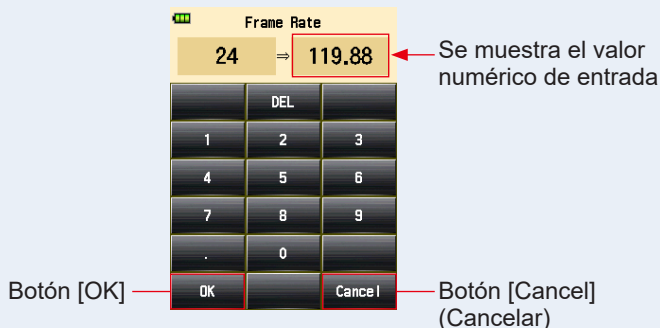 Frame Rate
24 ⇒ 119.88
Se muestra el valor
numérico de entrada
DEL
1 2 3
4 5 6
7 8 9
. 0
Botón [OK]
OK Cancel
Botón [Cancel]
(Cancelar)